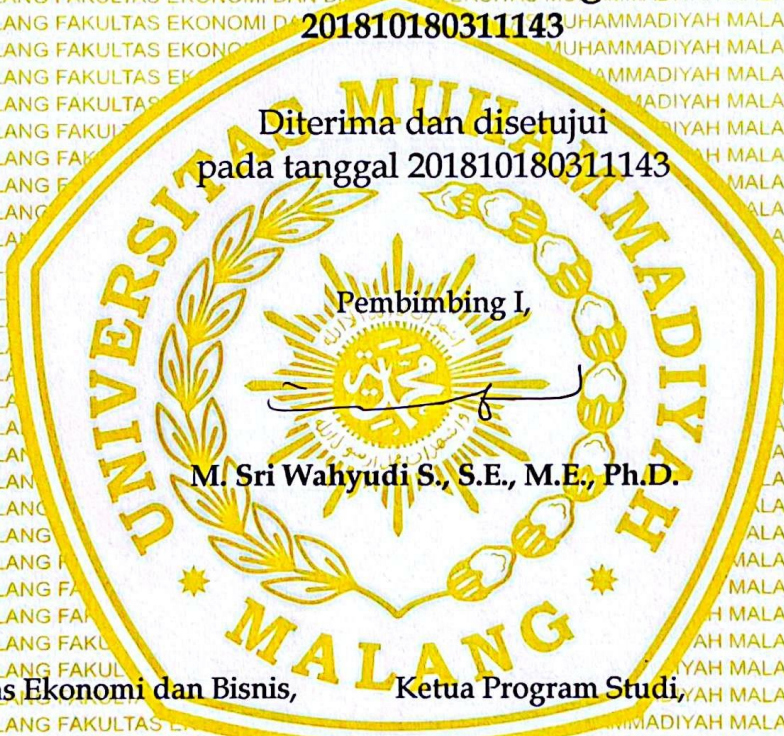 201810180311143
Diterima dan disetujui
pada tanggal 201810180311143
Pembimbing I,
M. Sri Wahyudi S., S.E., M.E., Ph.D.
UNIVERSITAS MUHAMMADIYAH
MALANG
s Ekonomi dan Bisnis, Ketua Program Studi,